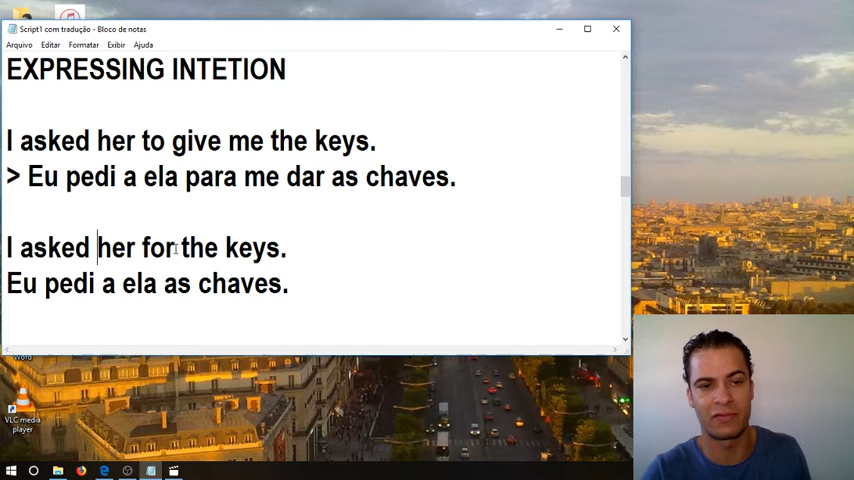 Script1 com tradução - Bloco de notas
Arquivo Editar Formatar Exibir Ajuda
EXPRESSING INTETION
I asked her to give me the keys.
> Eu pedi a ela para me dar as chaves.
I asked her for the keys.
Eu pedi a ela as chaves.
Word
VLC media
player